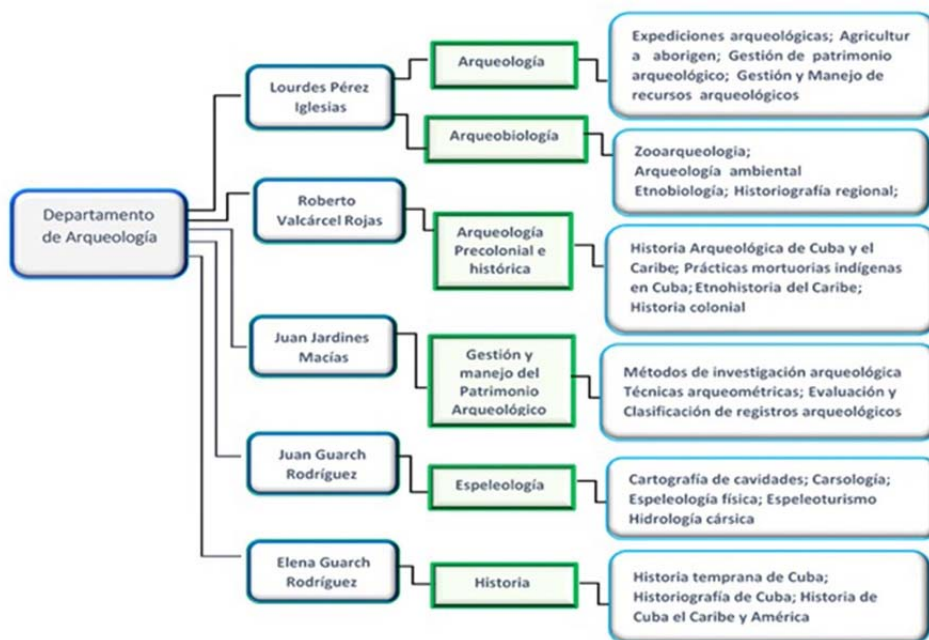 Departamento
de Arqueología
Lourdes Pérez
Iglesias
Arqueología
Expediciones arqueológicas; Agricultur
a aborigen; Gestión de patrimonio
arqueológico; Gestión y Manejo de
recursos arqueológicos
Arqueobiología
Zooarqueologia;
Arqueología ambiental
Etnobiología; Historiografía regional;
Roberto
Valcárcel Rojas
Arqueología
Precolonial e
histórica
Historia Arqueológica de Cuba y el
Caribe; Prácticas mortuorias indígenas
en Cuba; Etnohistoria del Caribe;
Historia colonial
Juan Jardines
Macías
Gestión y
manejo del
Patrimonio
Arqueológico
Métodos de investigación arqueológica
Técnicas arqueométricas; Evaluación y
Clasificación de registros arqueológicos
Juan Guarch
Rodríguez
Espeleología
Cartografía de cavidades; Carsología;
Espeleología física; Espeleoturismo
Hidrología cársica
Elena Guarch
Rodríguez
Historia
Historia temprana de Cuba;
Historiografía de Cuba; Historia de
Cuba el Caribe y América